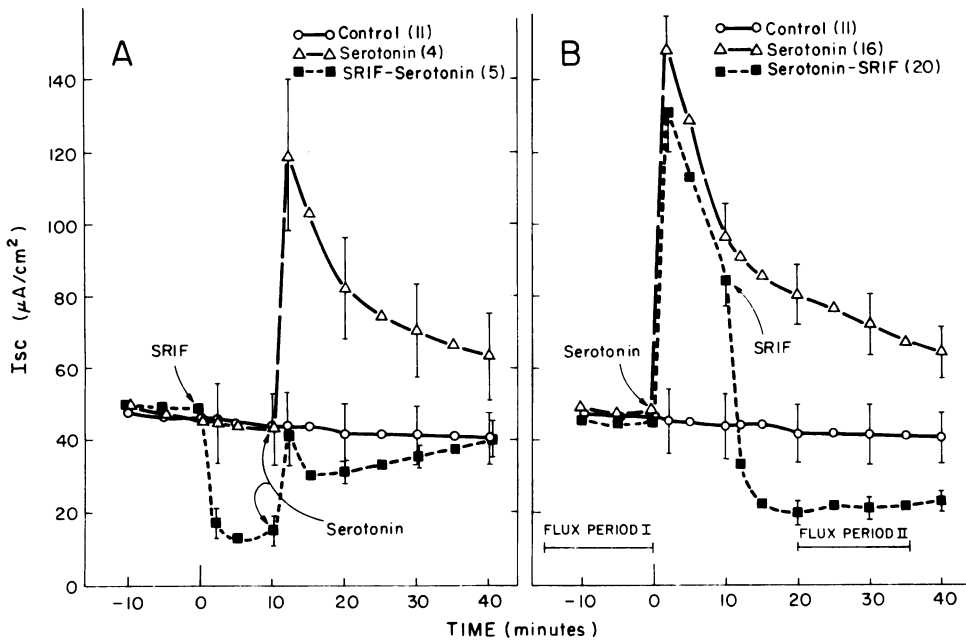 A
Control (11)
Serotonin (4)
SRIF-Serotonin (5)
B
Control (11)
Serotonin (16)
Serotonin-SRIF (20)
Isc (μA/cm²)
140
120
100
80
60
40
20
0
SRIF
Serotonin
Serotonin
SRIF
FLUX PERIOD I
FLUX PERIOD II
-10 0 10 20 30 40
-10 0 10 20 30 40
TIME (minutes)